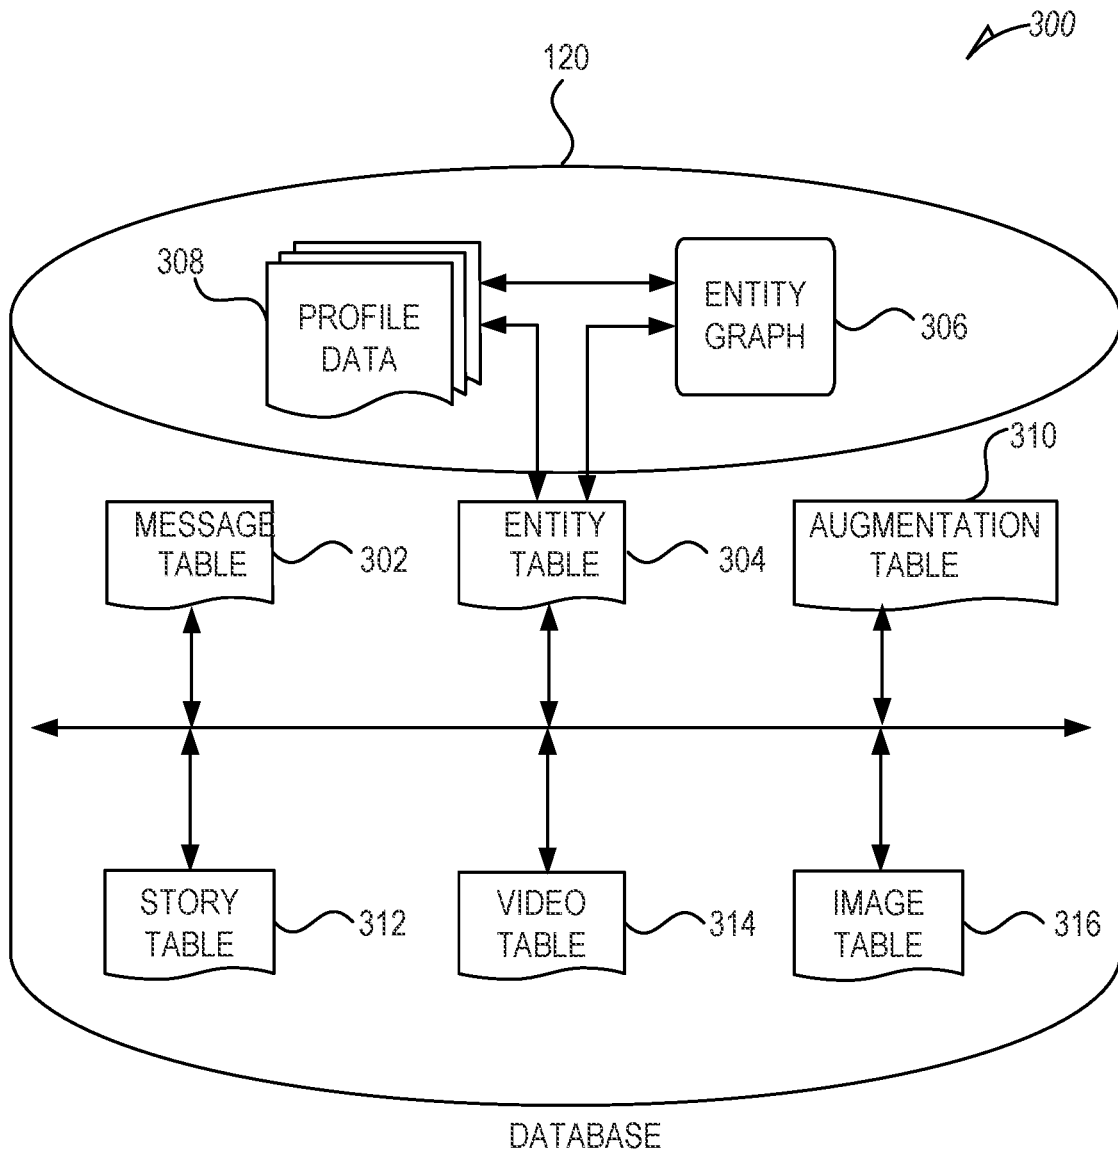 300
120
308
PROFILE
DATA
ENTITY
GRAPH
306
310
MESSAGE
TABLE
302
ENTITY
TABLE
304
AUGMENTATION
TABLE
STORY
TABLE
312
VIDEO
TABLE
314
IMAGE
TABLE
316
DATABASE